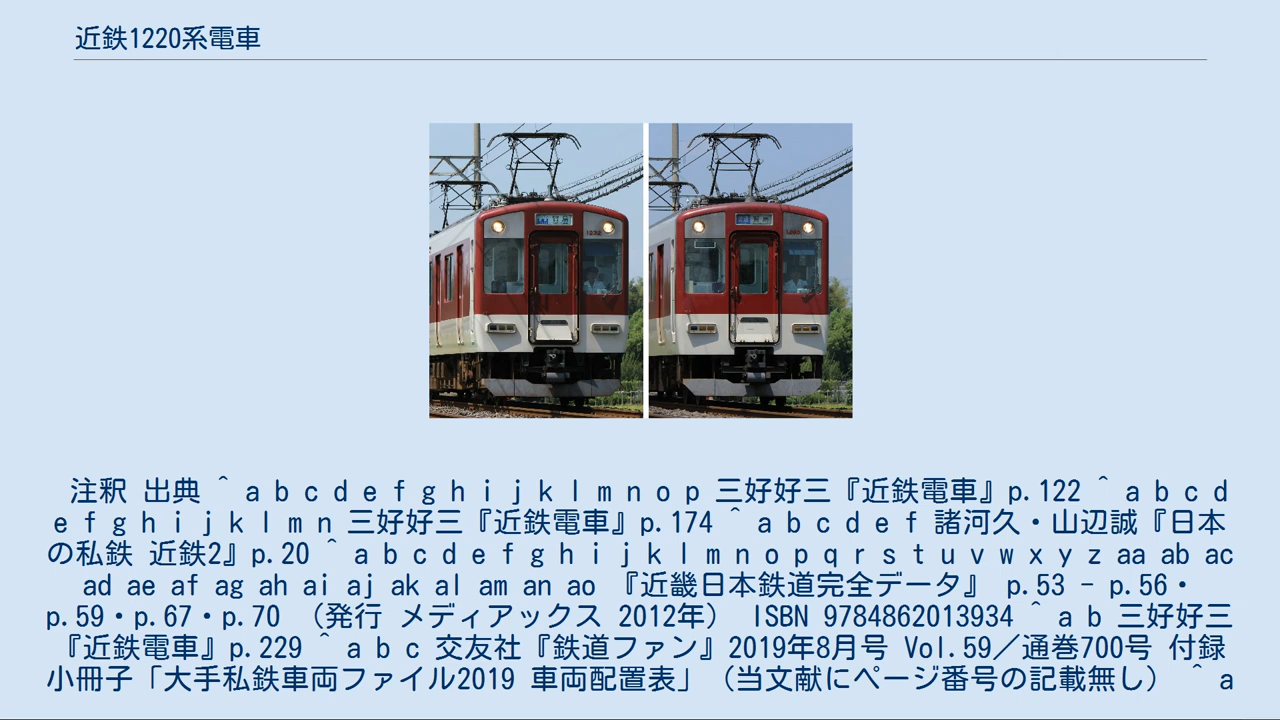 近鉄1220系電車
注釈 出典 ^ a b c d e f g h i j k l m n o p 三好好三『近鉄電車』p.122 ^ a b c d
e f g h i j k l m n 三好好三『近鉄電車』p.174 ^ a b c d e f 諸河久・山辺誠『日本
の私鉄 近鉄2』p.20 ^ a b c d e f g h i j k l m n o p q r s t u v w x y z aa ab ac
ad ae af ag ah ai aj ak al am an ao 『近畿日本鉄道完全データ』 p.53 - p.56・
p.59・p.67・p.70 （発行 メディアックス 2012年） ISBN 9784862013934 ^ a b 三好好三
『近鉄電車』p.229 ^ a b c 交友社『鉄道ファン』2019年8月号 Vol.59／通巻700号 付録
小冊子「大手私鉄車両ファイル2019 車両配置表」（当文献にページ番号の記載無し） ^ a